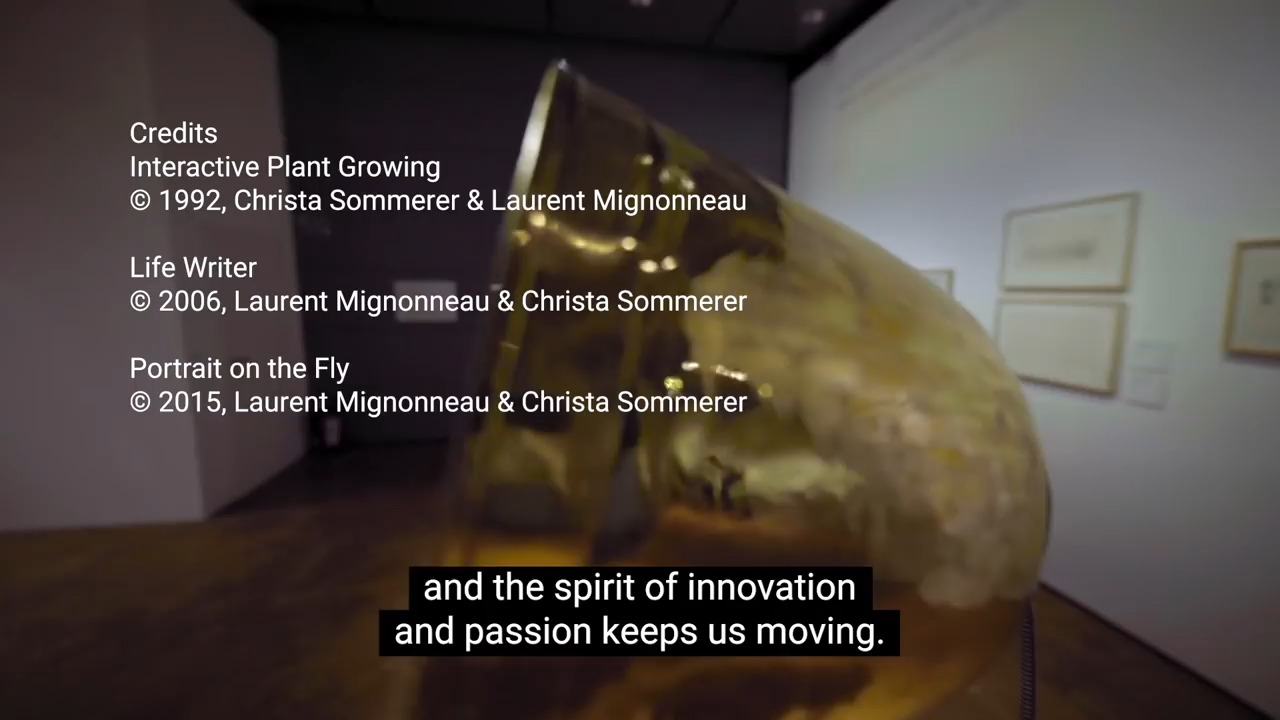 Credits
Interactive Plant Growing
© 1992, Christa Sommerer & Laurent Mignonneau
Life Writer
© 2006, Laurent Mignonneau & Christa Sommerer
Portrait on the Fly
© 2015, Laurent Mignonneau & Christa Sommerer
and the spirit of innovation
and passion keeps us moving.